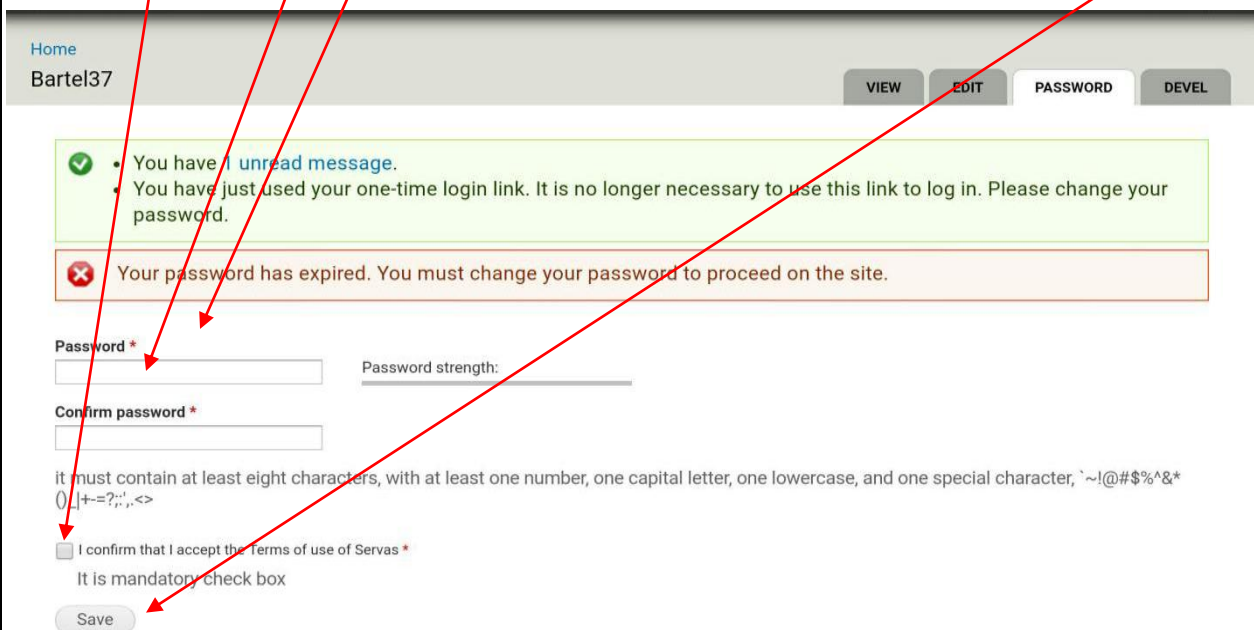 Home
Bartel37
VIEW EDIT PASSWORD DEVEL
• You have 1 unread message.
• You have just used your one-time login link. It is no longer necessary to use this link to log in. Please change your
password.
Your password has expired. You must change your password to proceed on the site.
Password *
Password strength:
Confirm password *
it must contain at least eight characters, with at least one number, one capital letter, one lowercase, and one special character, `~!@#$%^&*
()_|+-=?;:',.<>
I confirm that I accept the Terms of use of Servas *
It is mandatory check box
Save